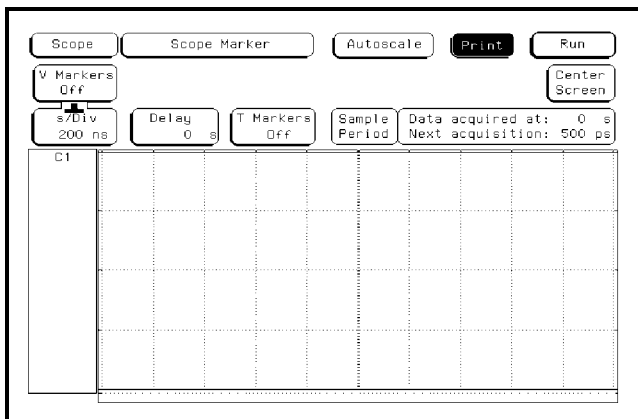 Scope Scope Marker Autoscale Print Run
V Markers
Off
Center
Screen
s/Div
200 ns
Delay
0 s
T Markers
Off
Sample
Period
Data acquired at: 0 s
Next acquisition: 500 ps
C1